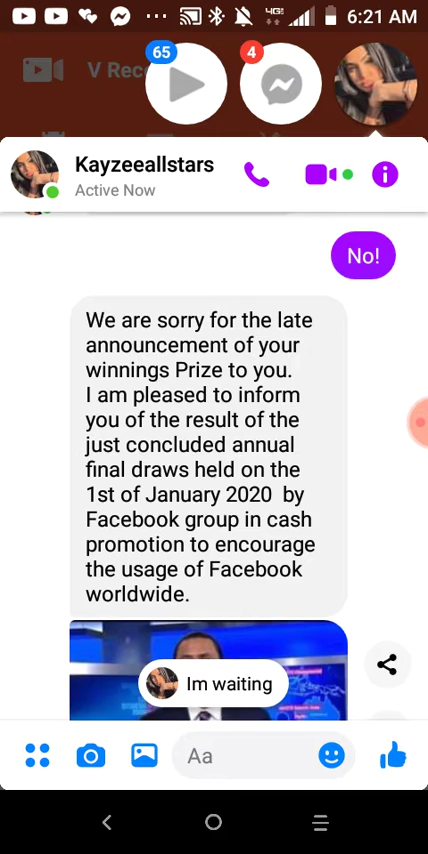 4G 6:21 AM
65
4
V Rec
Kayzeeallstars
Active Now
No!
We are sorry for the late
announcement of your
winnings Prize to you.
I am pleased to inform
you of the result of the
just concluded annual
final draws held on the
1st of January 2020 by
Facebook group in cash
promotion to encourage
the usage of Facebook
worldwide.
Im waiting
Aa